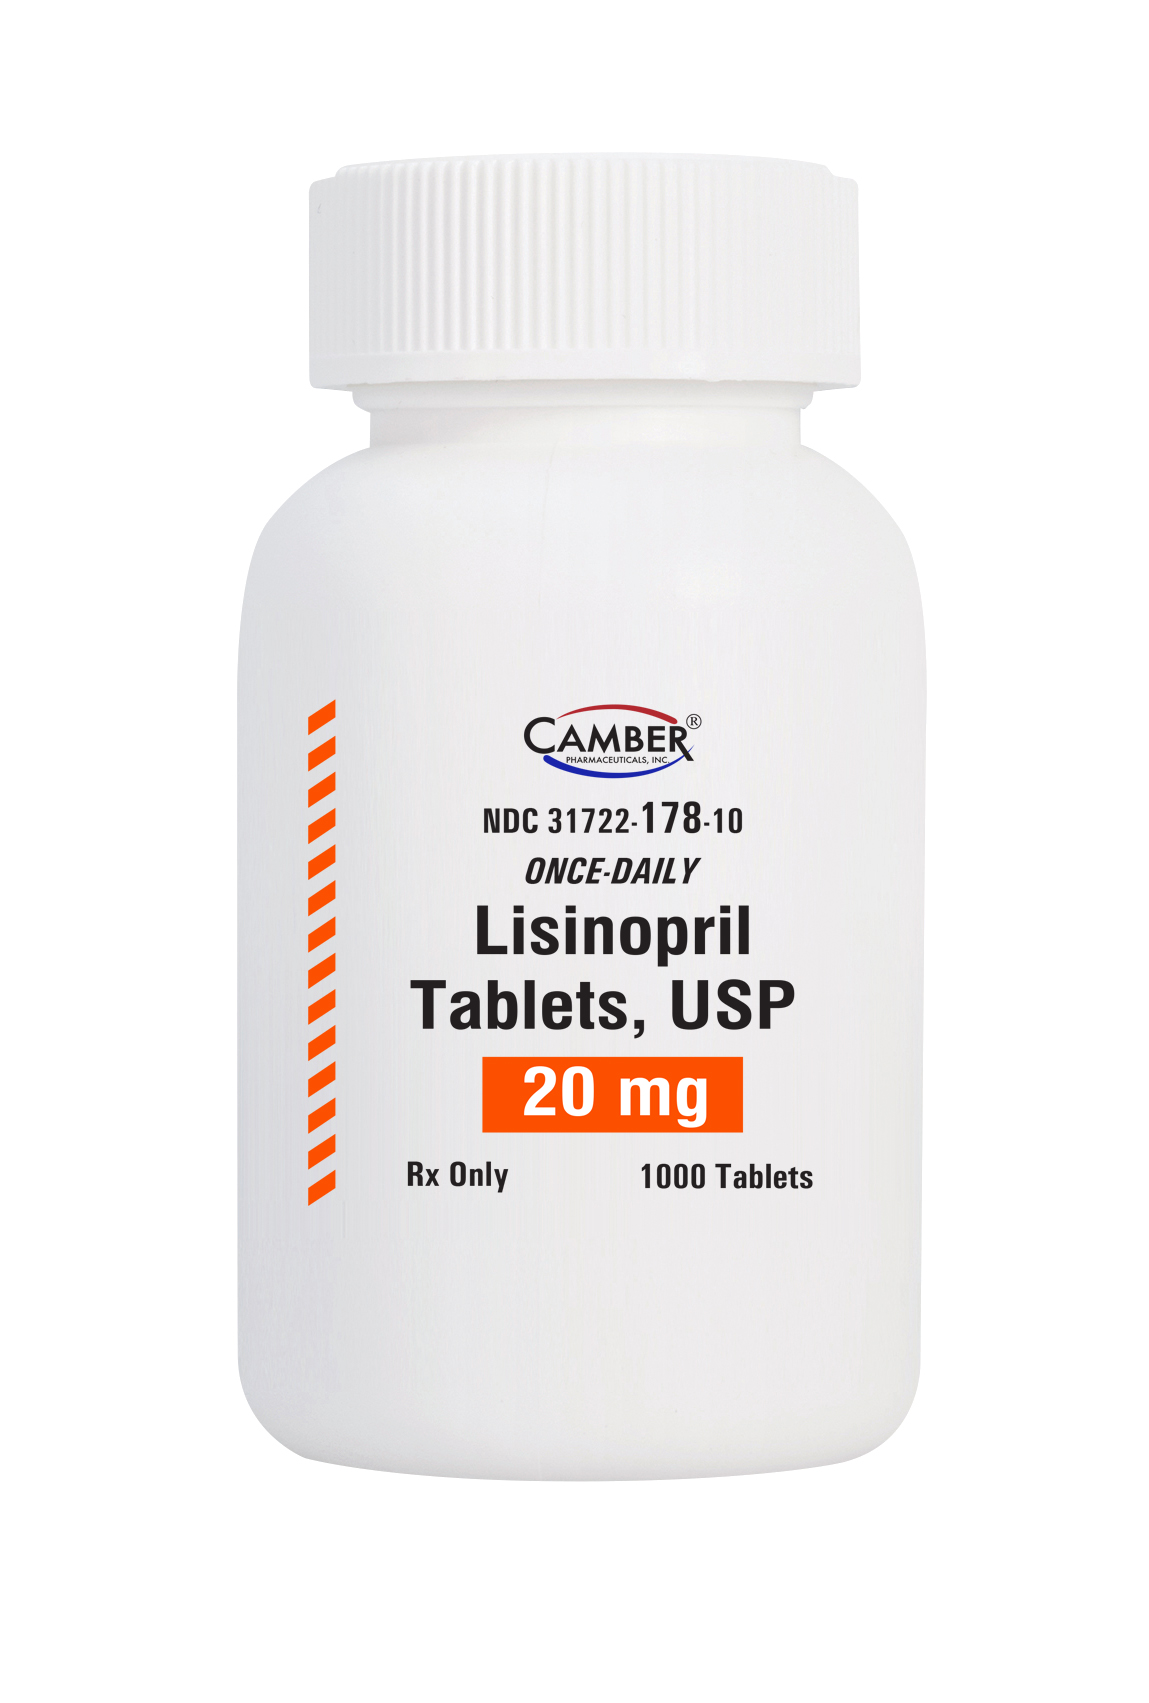 CAMBER®
PHARMACEUTICALS, INC.
NDC 31722-178-10
ONCE-DAILY
Lisinopril
Tablets, USP
20 mg
Rx Only 1000 Tablets